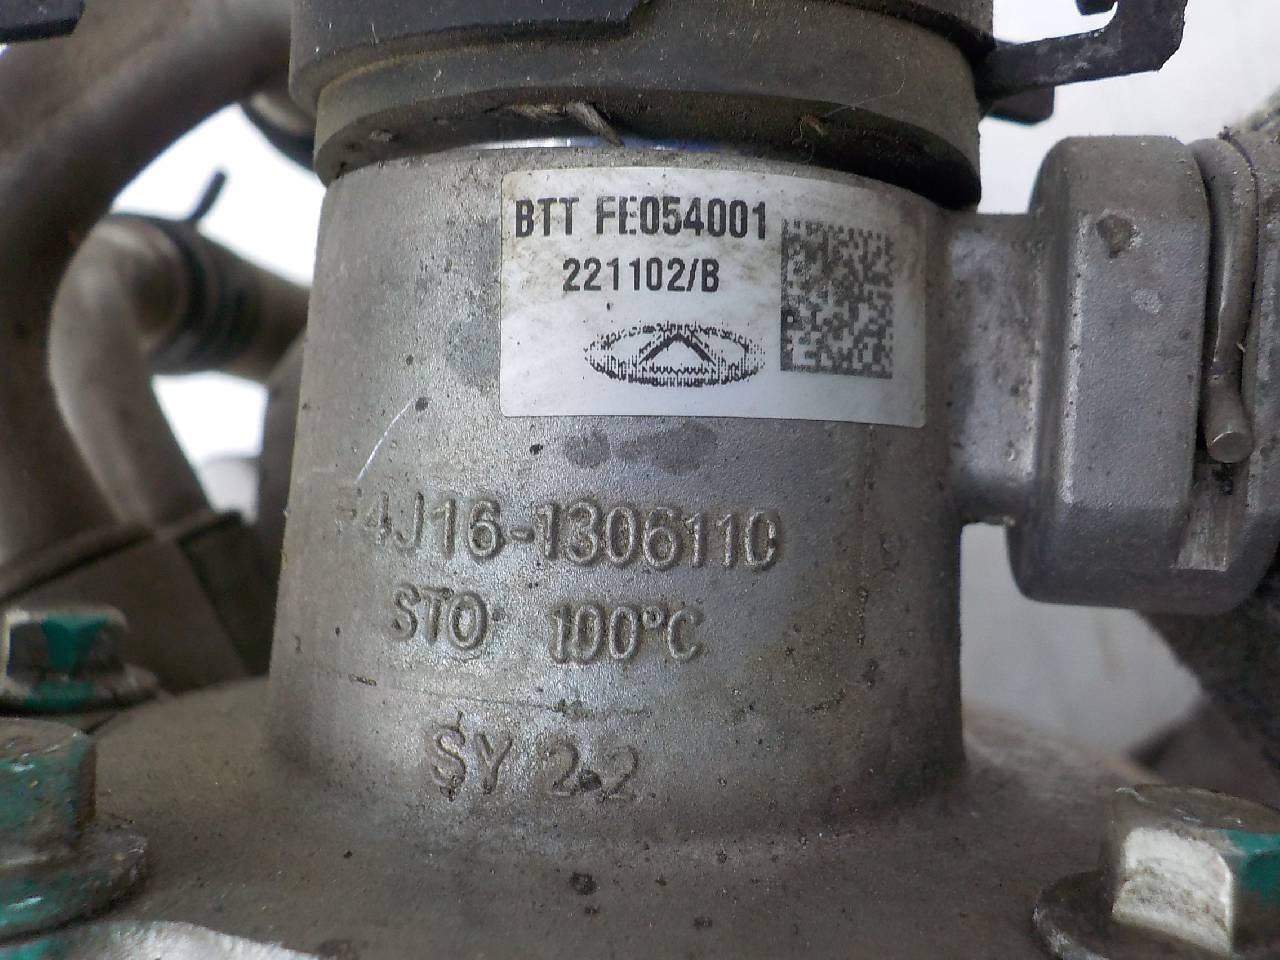 BTT FE054001
221102/B
F4J16-1306110
STO 100°C
SY 2.2